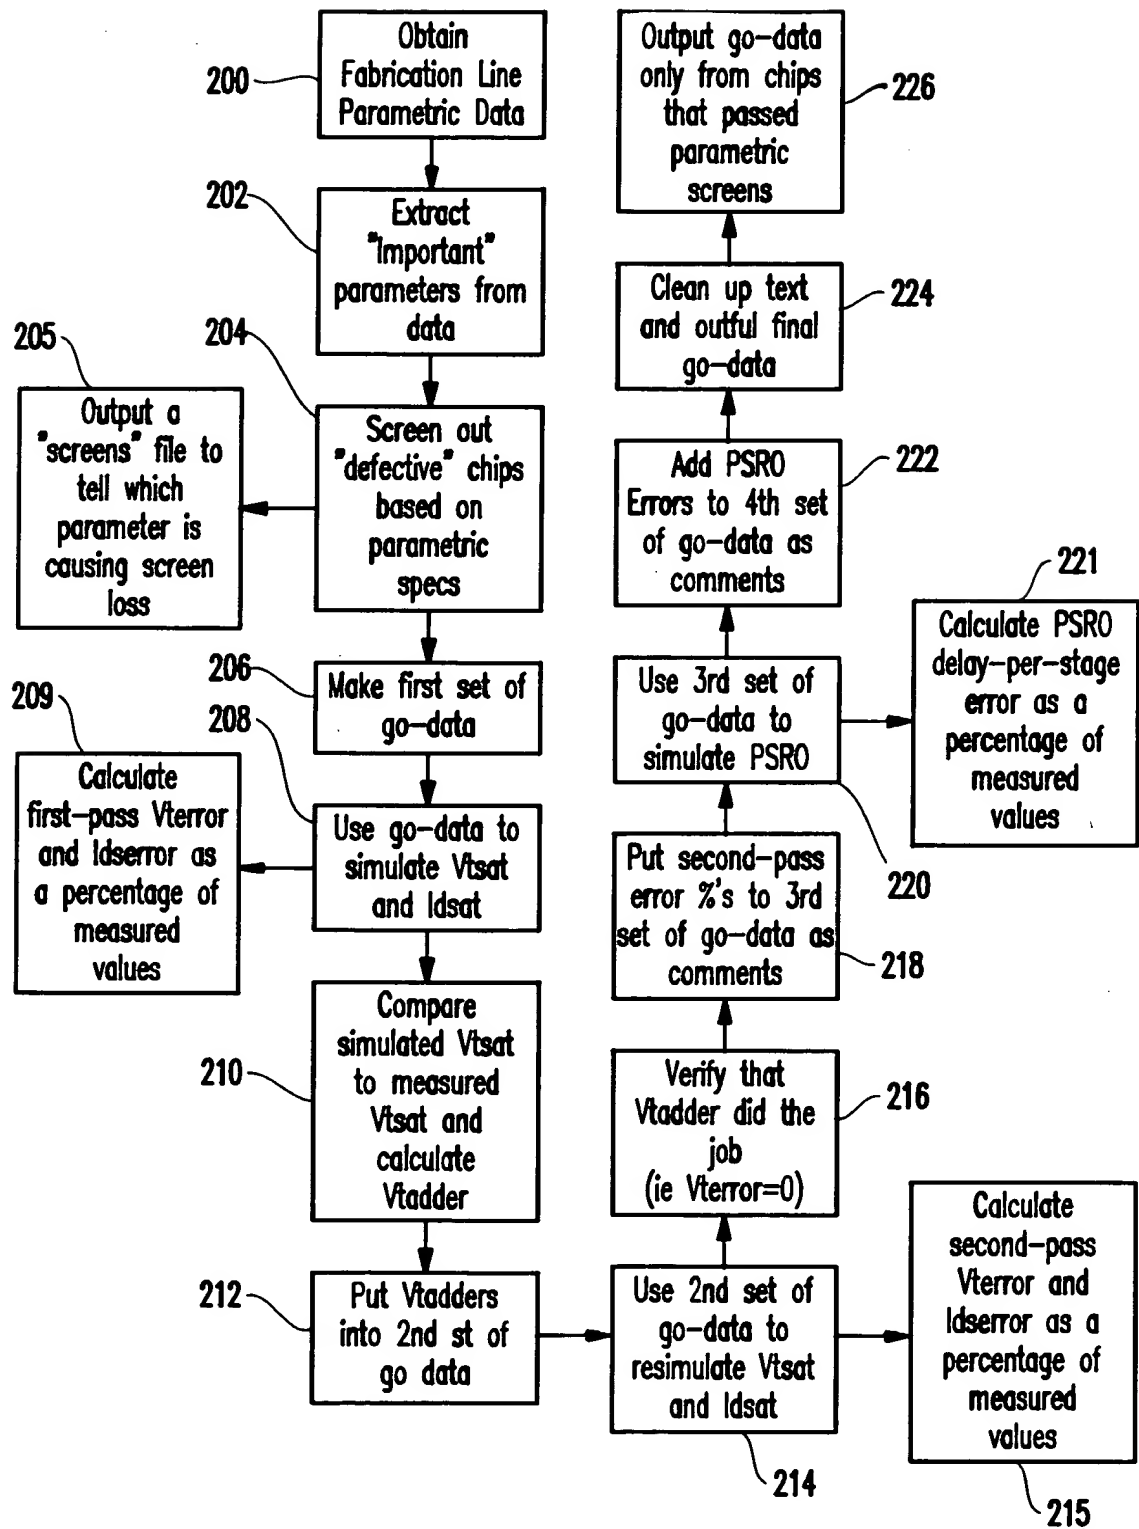 200
Obtain
Fabrication Line
Parametric Data
202
Extract
"Important"
parameters from
data
204
Screen out
"defective" chips
based on
parametric
specs
205
Output a
"screens" file to
tell which
parameter is
causing screen
loss
206
Make first set of
go-data
208
Use go-data to
simulate Vtsat
and Idsat
209
Calculate
first-pass Vterror
and Idserror as
a percentage of
measured
values
210
Compare
simulated Vtsat
to measured
Vtsat and
calculate
Vtadder
212
Put Vtadders
into 2nd st of
go data
Use 2nd set of
go-data to
resimulate Vtsat
and Idsat
214
Calculate
second-pass
Vterror and
Idserror as a
percentage of
measured
values
215
Verify that
Vtadder did the
job
(ie Vterror=0)
216
Put second-pass
error %'s to 3rd
set of go-data as
comments
218
Use 3rd set of
go-data to
simulate PSRO
220
221
Calculate PSRO
delay-per-stage
error as a
percentage of
measured
values
Add PSRO
Errors to 4th set
of go-data as
comments
222
Clean up text
and outful final
go-data
224
Output go-data
only from chips
that passed
parametric
screens
226